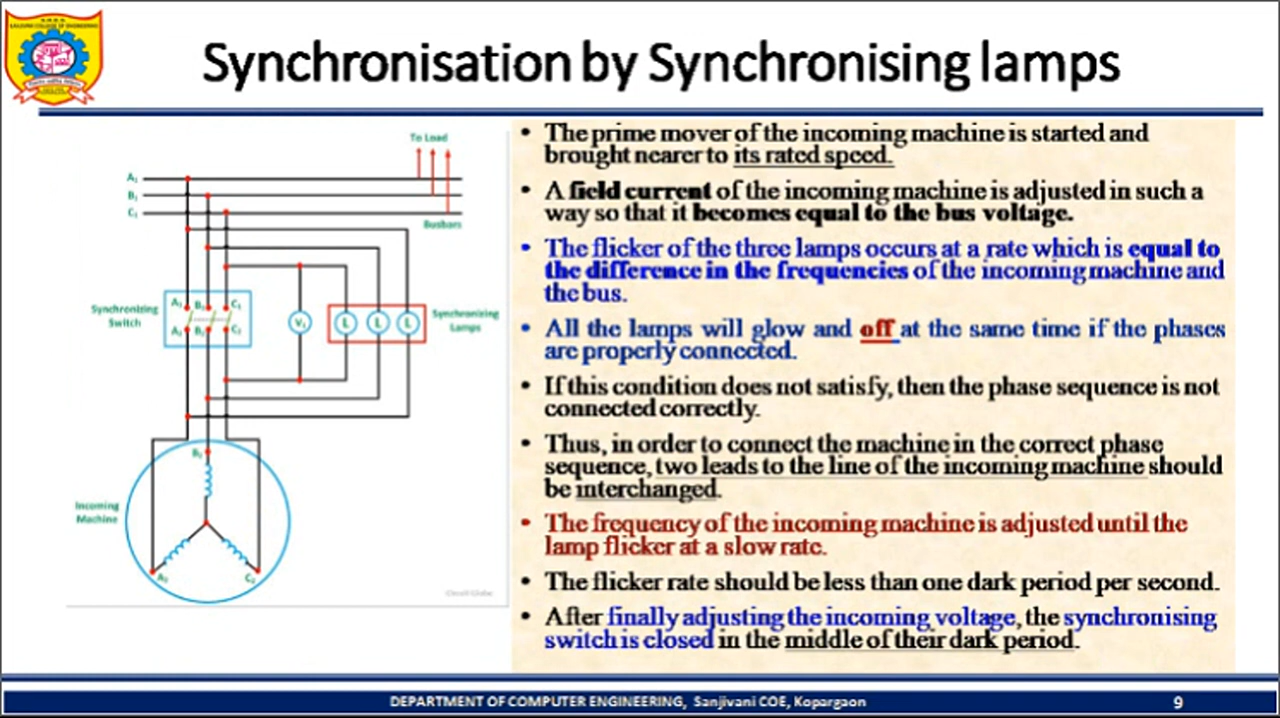 Synchronisation by Synchronising lamps
To Load
A₁
B₁
C₁
Busbars
Synchronizing
Switch
A₁ B₁ C₁
A₂ B₂ C₂
V₁
L L L
Synchronizing
Lamps
Incoming
Machine
B₂
A₂
C₂
Circuit Globe
• The prime mover of the incoming machine is started and
brought nearer to its rated speed.
• A field current of the incoming machine is adjusted in such a
way so that it becomes equal to the bus voltage.
• The flicker of the three lamps occurs at a rate which is equal to
the difference in the frequencies of the incoming machine and
the bus.
• All the lamps will glow and off at the same time if the phases
are properly connected.
• If this condition does not satisfy, then the phase sequence is not
connected correctly.
• Thus, in order to connect the machine in the correct phase
sequence, two leads to the line of the incoming machine should
be interchanged.
• The frequency of the incoming machine is adjusted until the
lamp flicker at a slow rate.
• The flicker rate should be less than one dark period per second.
• After finally adjusting the incoming voltage, the synchronising
switch is closed in the middle of their dark period.
DEPARTMENT OF COMPUTER ENGINEERING, Sanjivani COE, Kopargaon
9